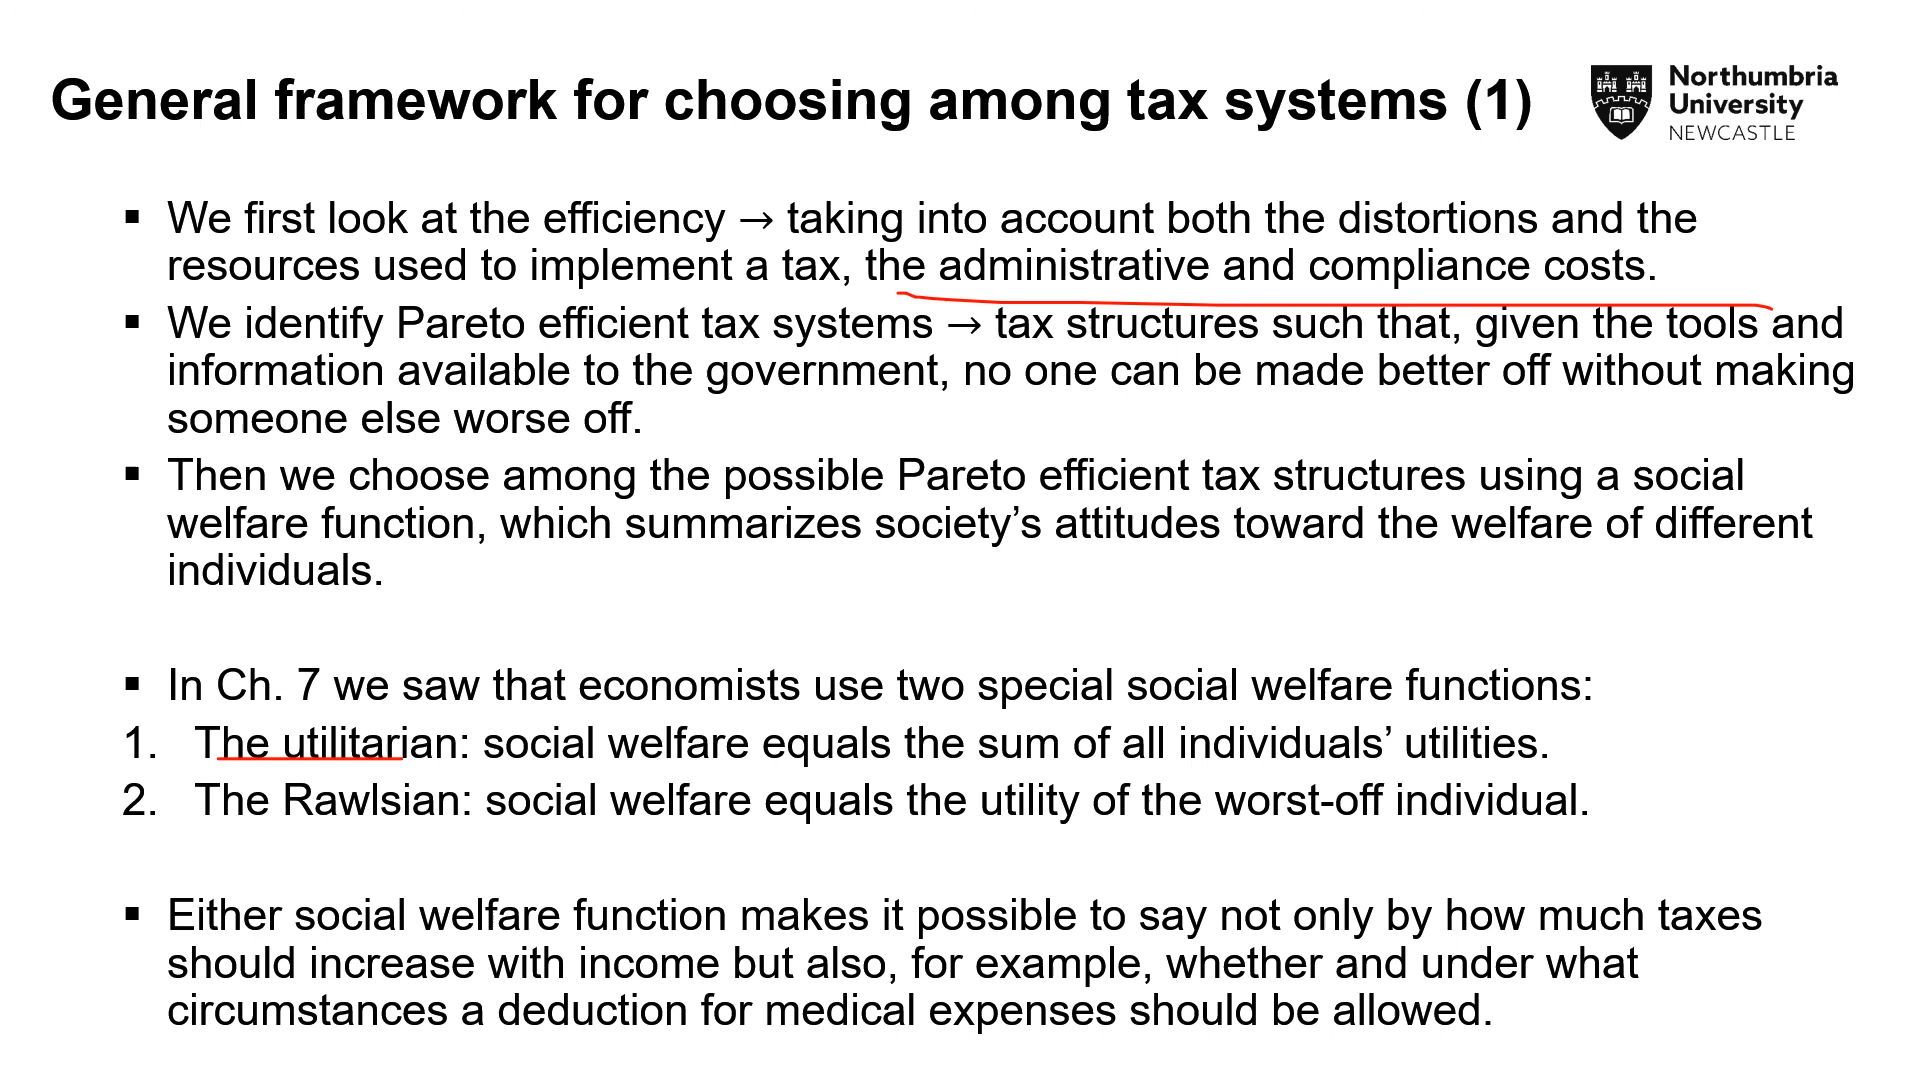 General framework for choosing among tax systems (1)
Northumbria
University
NEWCASTLE
▪ We first look at the efficiency → taking into account both the distortions and the
resources used to implement a tax, the administrative and compliance costs.
▪ We identify Pareto efficient tax systems → tax structures such that, given the tools and
information available to the government, no one can be made better off without making
someone else worse off.
▪ Then we choose among the possible Pareto efficient tax structures using a social
welfare function, which summarizes society’s attitudes toward the welfare of different
individuals.
▪ In Ch. 7 we saw that economists use two special social welfare functions:
1. The utilitarian: social welfare equals the sum of all individuals’ utilities.
2. The Rawlsian: social welfare equals the utility of the worst-off individual.
▪ Either social welfare function makes it possible to say not only by how much taxes
should increase with income but also, for example, whether and under what
circumstances a deduction for medical expenses should be allowed.